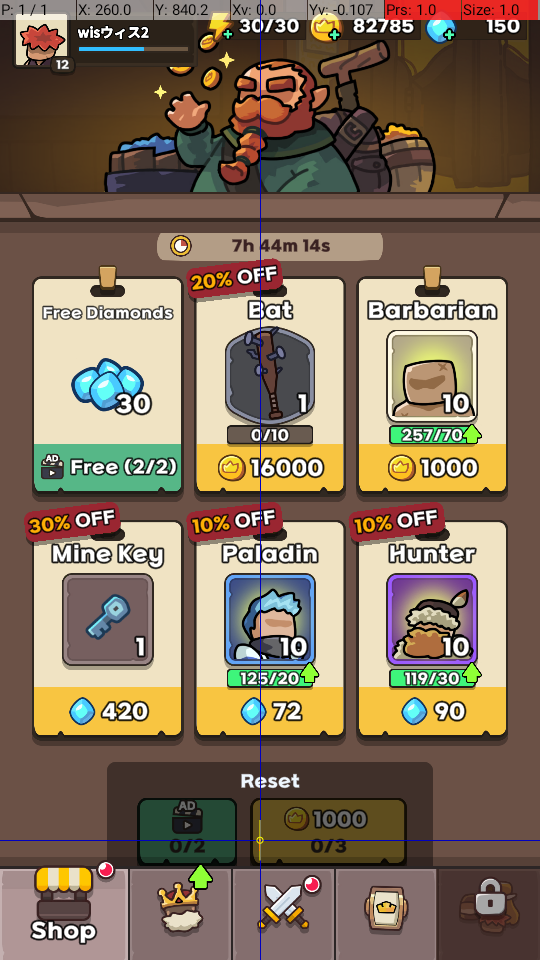 P: 1 / 1 X: 260.0 Y: 840.2 Xv: 0.0 Yv: -0.107 Prs: 1.0 Size: 1.0
wisウィス2 30/30 82785 150
12
7h 44m 14s
20% OFF
Free Diamonds Bat Barbarian
30 1 10
0/10 257/70
AD Free (2/2) 16000 1000
30% OFF 10% OFF 10% OFF
Mine Key Paladin Hunter
1 10 10
125/20 119/30
420 72 90
Reset
AD 1000
0/2 0/3
Shop